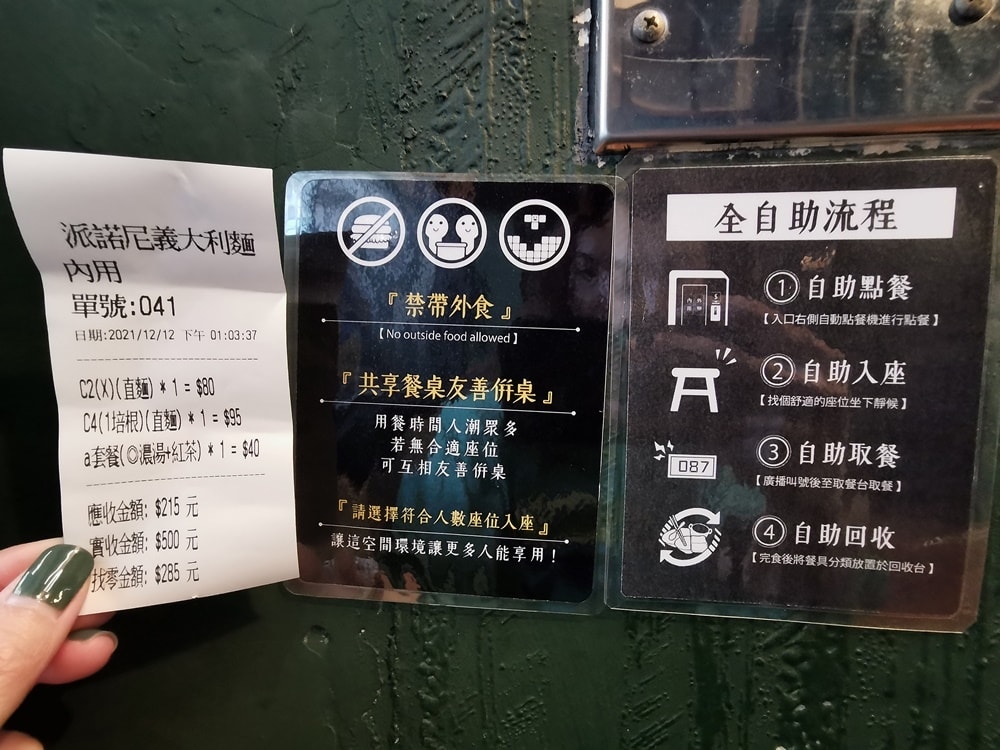 派諾尼義大利麵
內用
單號:041
日期:2021/12/12 下午 01:03:37
C2(X)(直麵) * 1 = $80
C4(1培根)(直麵) * 1 = $95
a套餐(◎濃湯+紅茶) * 1 = $40
應收金額: $215 元
實收金額: $500 元
找零金額: $285 元
『禁帶外食』
【No outside food allowed】
『共享餐桌友善併桌』
用餐時間人潮眾多
若無合適座位
可互相友善併桌
『請選擇符合人數座位入座』
讓這空間環境讓更多人能享用！
全自助流程
① 自助點餐
【入口右側自動點餐機進行點餐】
② 自助入座
【找個舒適的座位坐下靜候】
087
③ 自助取餐
【廣播叫號後至取餐台取餐】
④ 自助回收
【完食後將餐具分類放置於回收台】